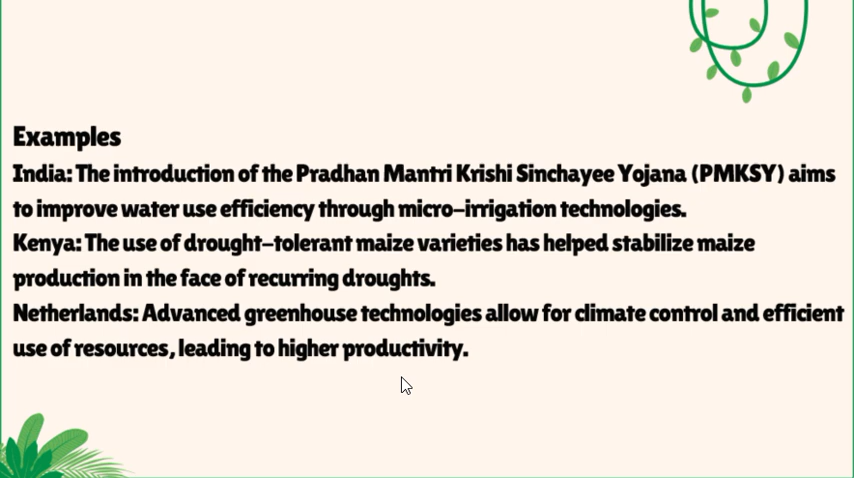 Examples
India: The introduction of the Pradhan Mantri Krishi Sinchayee Yojana (PMKSY) aims
to improve water use efficiency through micro-irrigation technologies.
Kenya: The use of drought-tolerant maize varieties has helped stabilize maize
production in the face of recurring droughts.
Netherlands: Advanced greenhouse technologies allow for climate control and efficient
use of resources, leading to higher productivity.